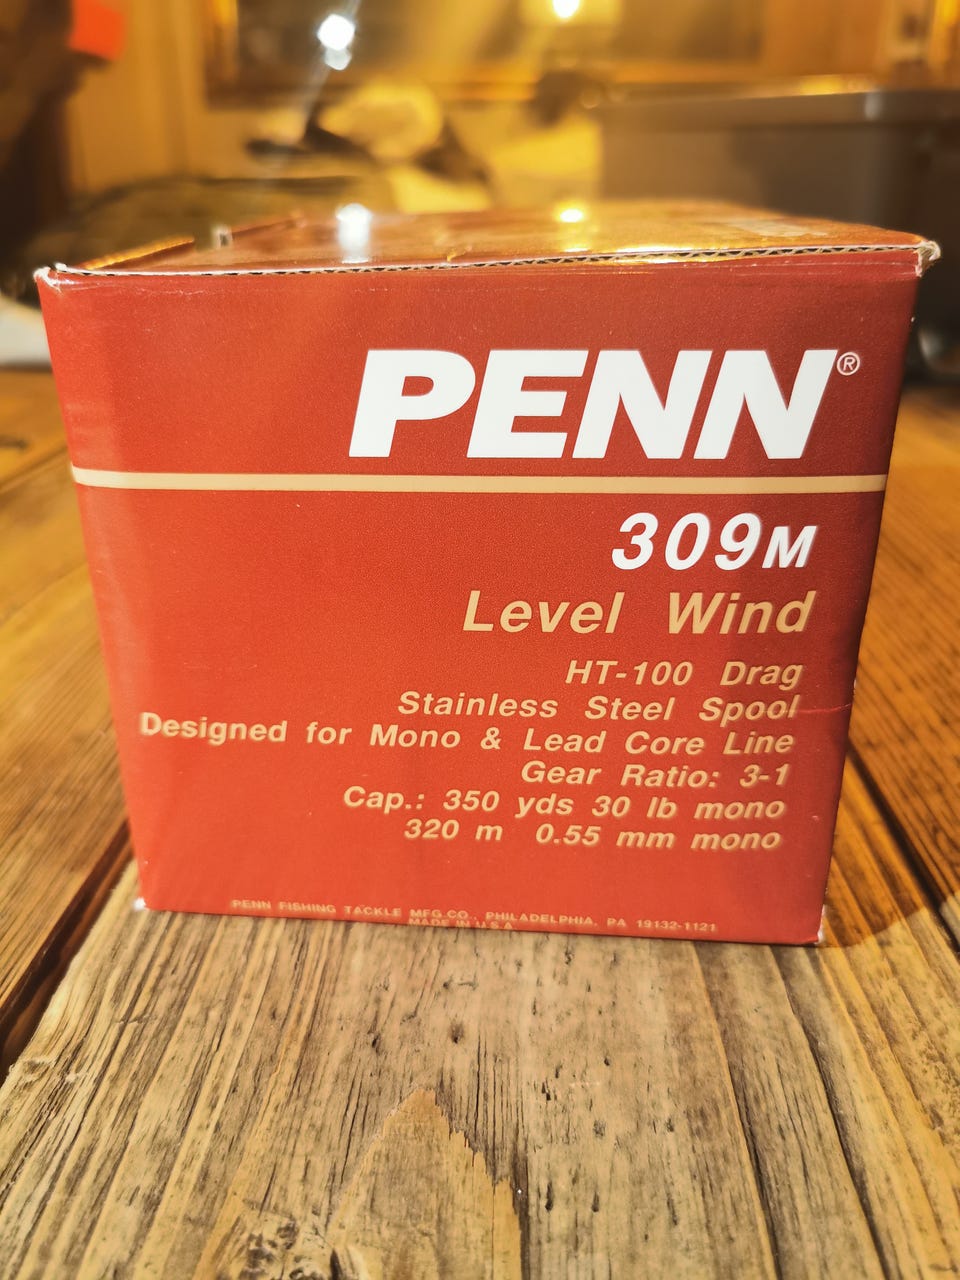 PENN®
309M
Level Wind
HT-100 Drag
Stainless Steel Spool
Designed for Mono & Lead Core Line
Gear Ratio: 3-1
Cap.: 350 yds 30 lb mono
320 m 0.55 mm mono
PENN FISHING TACKLE MFG.CO., PHILADELPHIA, PA 19132-1121
MADE IN U.S.A.